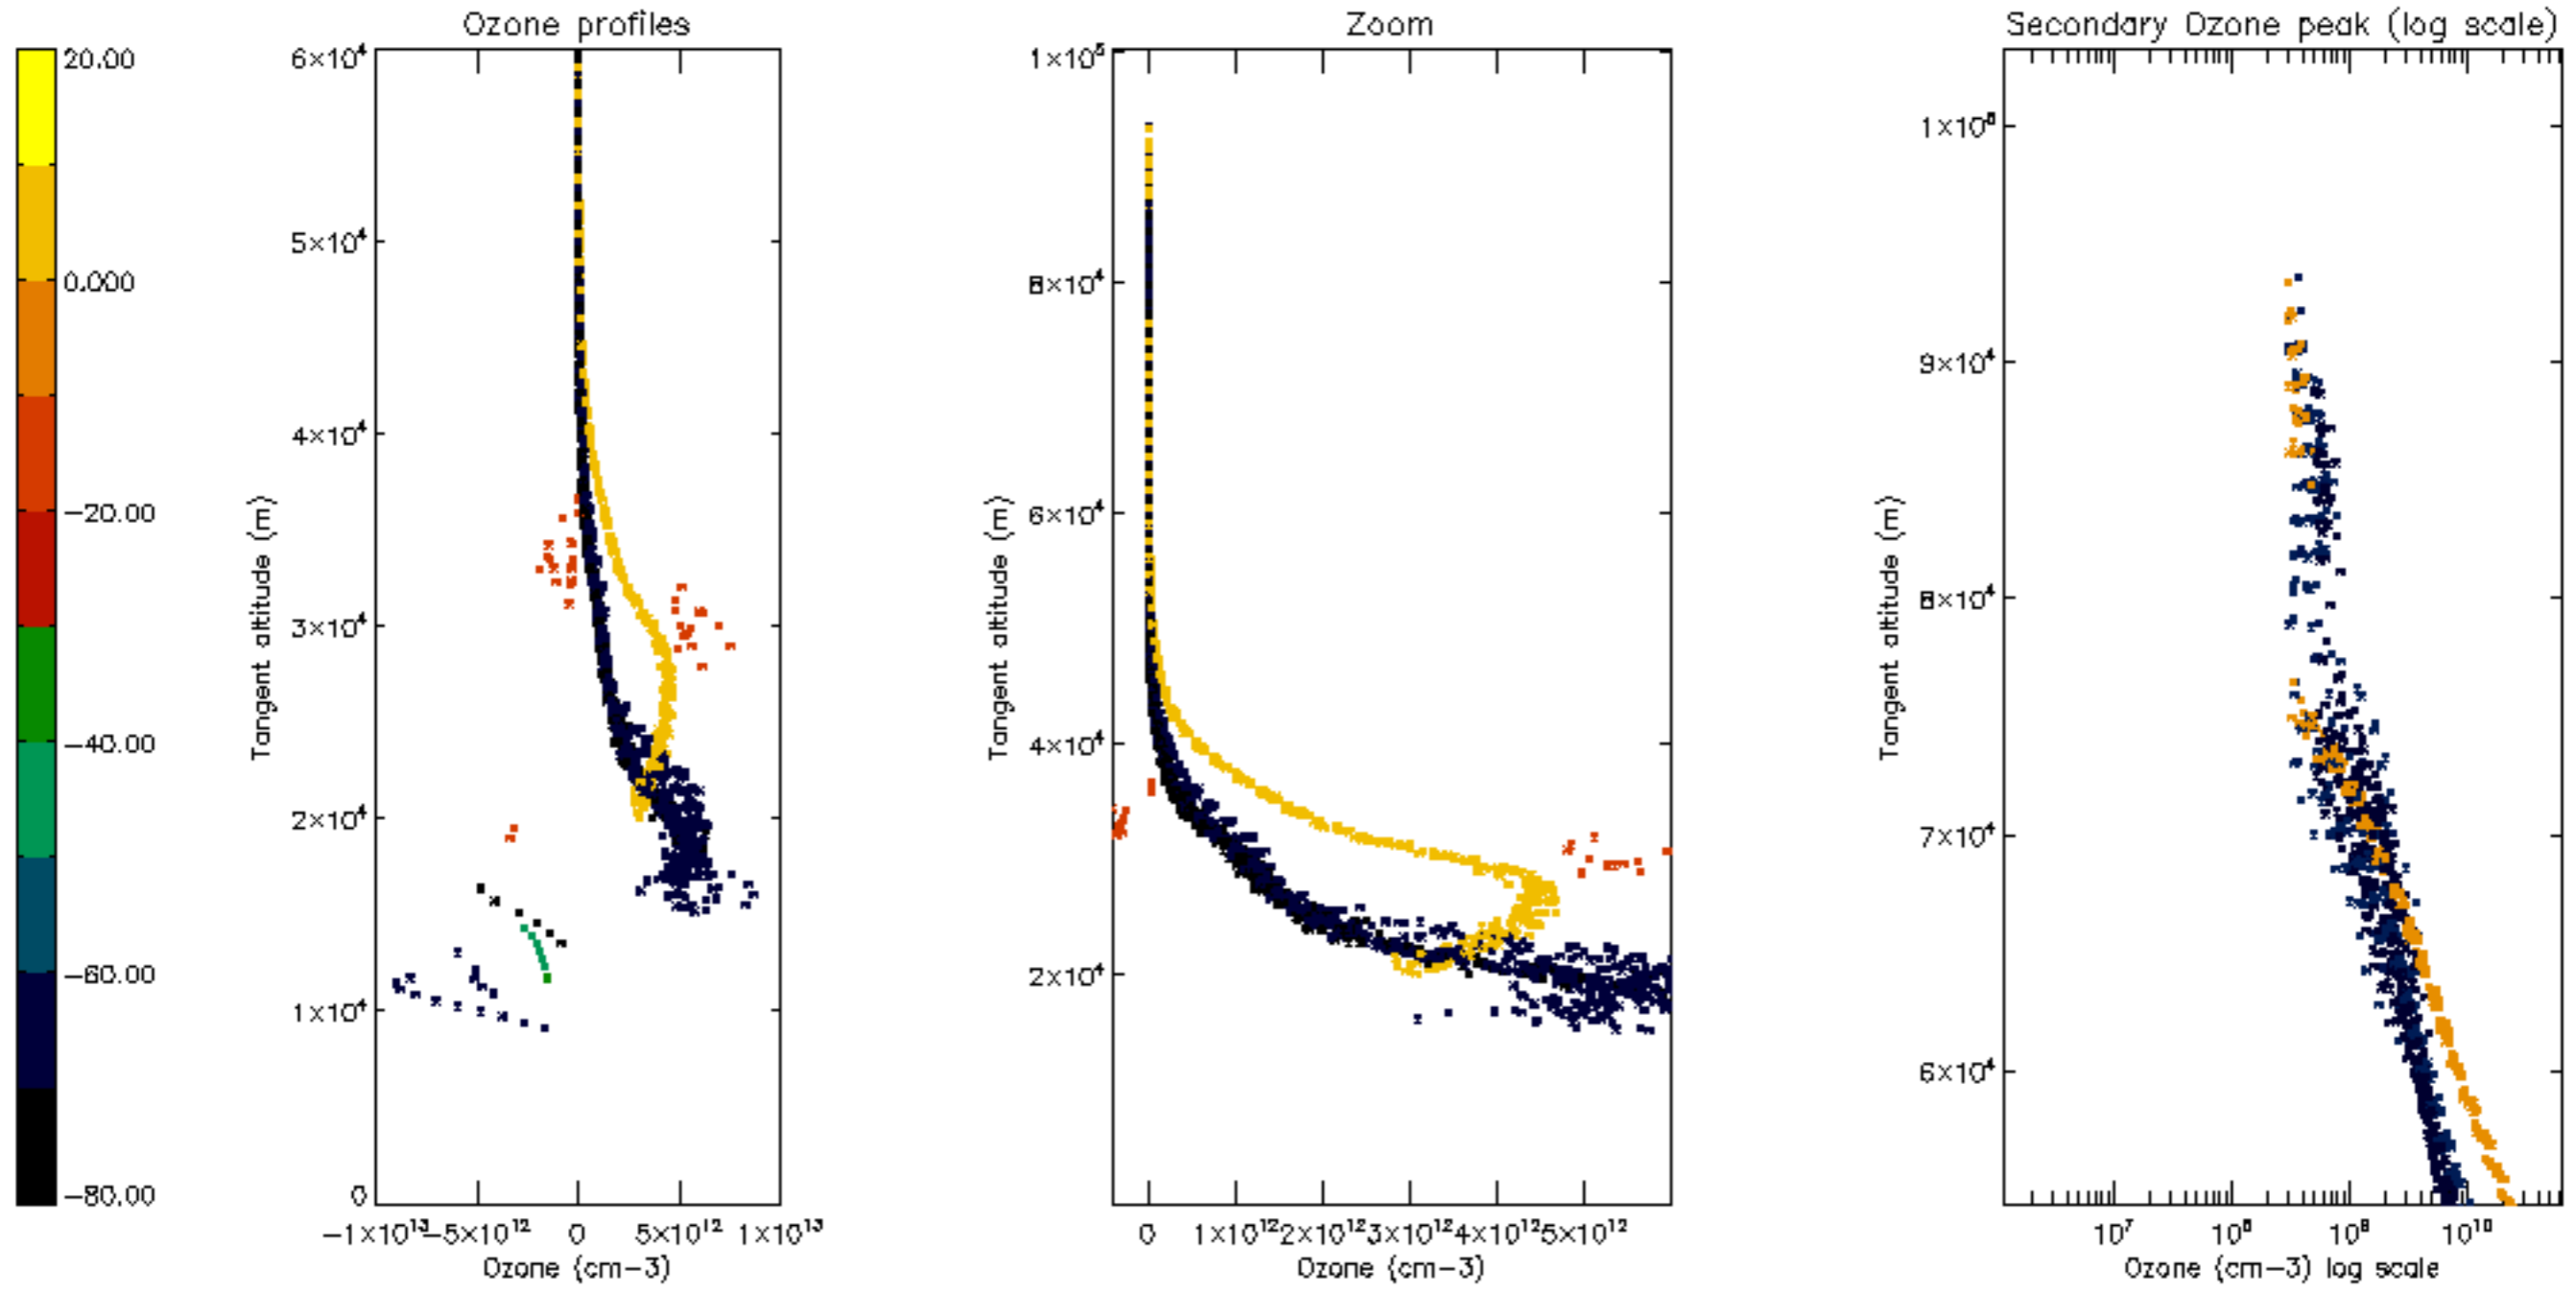 Ozone profiles
Zoom
Secondary Ozone peak (log scale)
20.00
0.000
−20.00
−40.00
−60.00
−80.00
Tangent altitude (m)
6×10⁴
5×10⁴
4×10⁴
3×10⁴
2×10⁴
1×10⁴
0
−1×10¹³ −5×10¹² 0 5×10¹² 1×10¹³
Ozone (cm−3)
Tangent altitude (m)
1×10⁵
8×10⁴
6×10⁴
4×10⁴
2×10⁴
0 1×10¹² 2×10¹² 3×10¹² 4×10¹² 5×10¹²
Ozone (cm−3)
Tangent altitude (m)
1×10⁵
9×10⁴
8×10⁴
7×10⁴
6×10⁴
10⁷ 10⁸ 10⁹ 10¹⁰
Ozone (cm−3) log scale